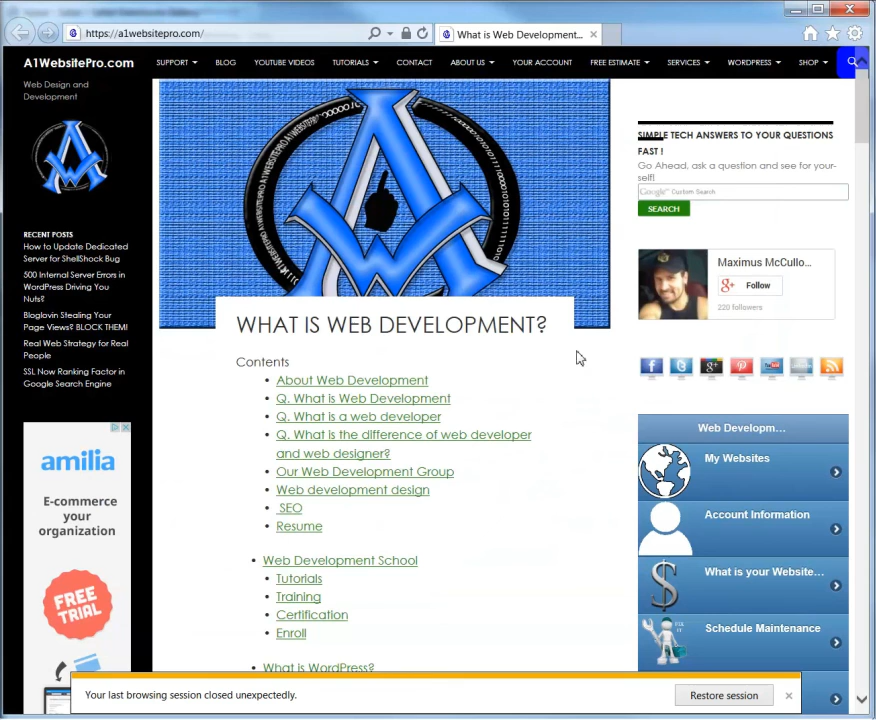 https://a1websitepro.com/
What is Web Development...
A1WebsitePro.com
SUPPORT
BLOG
YOUTUBE VIDEOS
TUTORIALS
CONTACT
ABOUT US
YOUR ACCOUNT
FREE ESTIMATE
SERVICES
WORDPRESS
SHOP
Web Design and
Development
RECENT POSTS
How to Update Dedicated
Server for ShellShock Bug
500 Internal Server Errors in
WordPress Driving You
Nuts?
Bloglovin Stealing Your
Page Views? BLOCK THEM!
Real Web Strategy for Real
People
SSL Now Ranking Factor in
Google Search Engine
amilia
E-commerce
your
organization
FREE
TRIAL
WHAT IS WEB DEVELOPMENT?
Contents
• About Web Development
• Q. What is Web Development
• Q. What is a web developer
• Q. What is the difference of web developer
and web designer?
• Our Web Development Group
• Web development design
• SEO
• Resume
• Web Development School
• Tutorials
• Training
• Certification
• Enroll
• What is WordPress?
SIMPLE TECH ANSWERS TO YOUR QUESTIONS
FAST !
Go Ahead, ask a question and see for your-
self!
Google™ Custom Search
SEARCH
Maximus McCullo...
g+ Follow
220 followers
Web Developm...
My Websites
Account Information
What is your Website...
Schedule Maintenance
FIX
IT
Your last browsing session closed unexpectedly.
Restore session